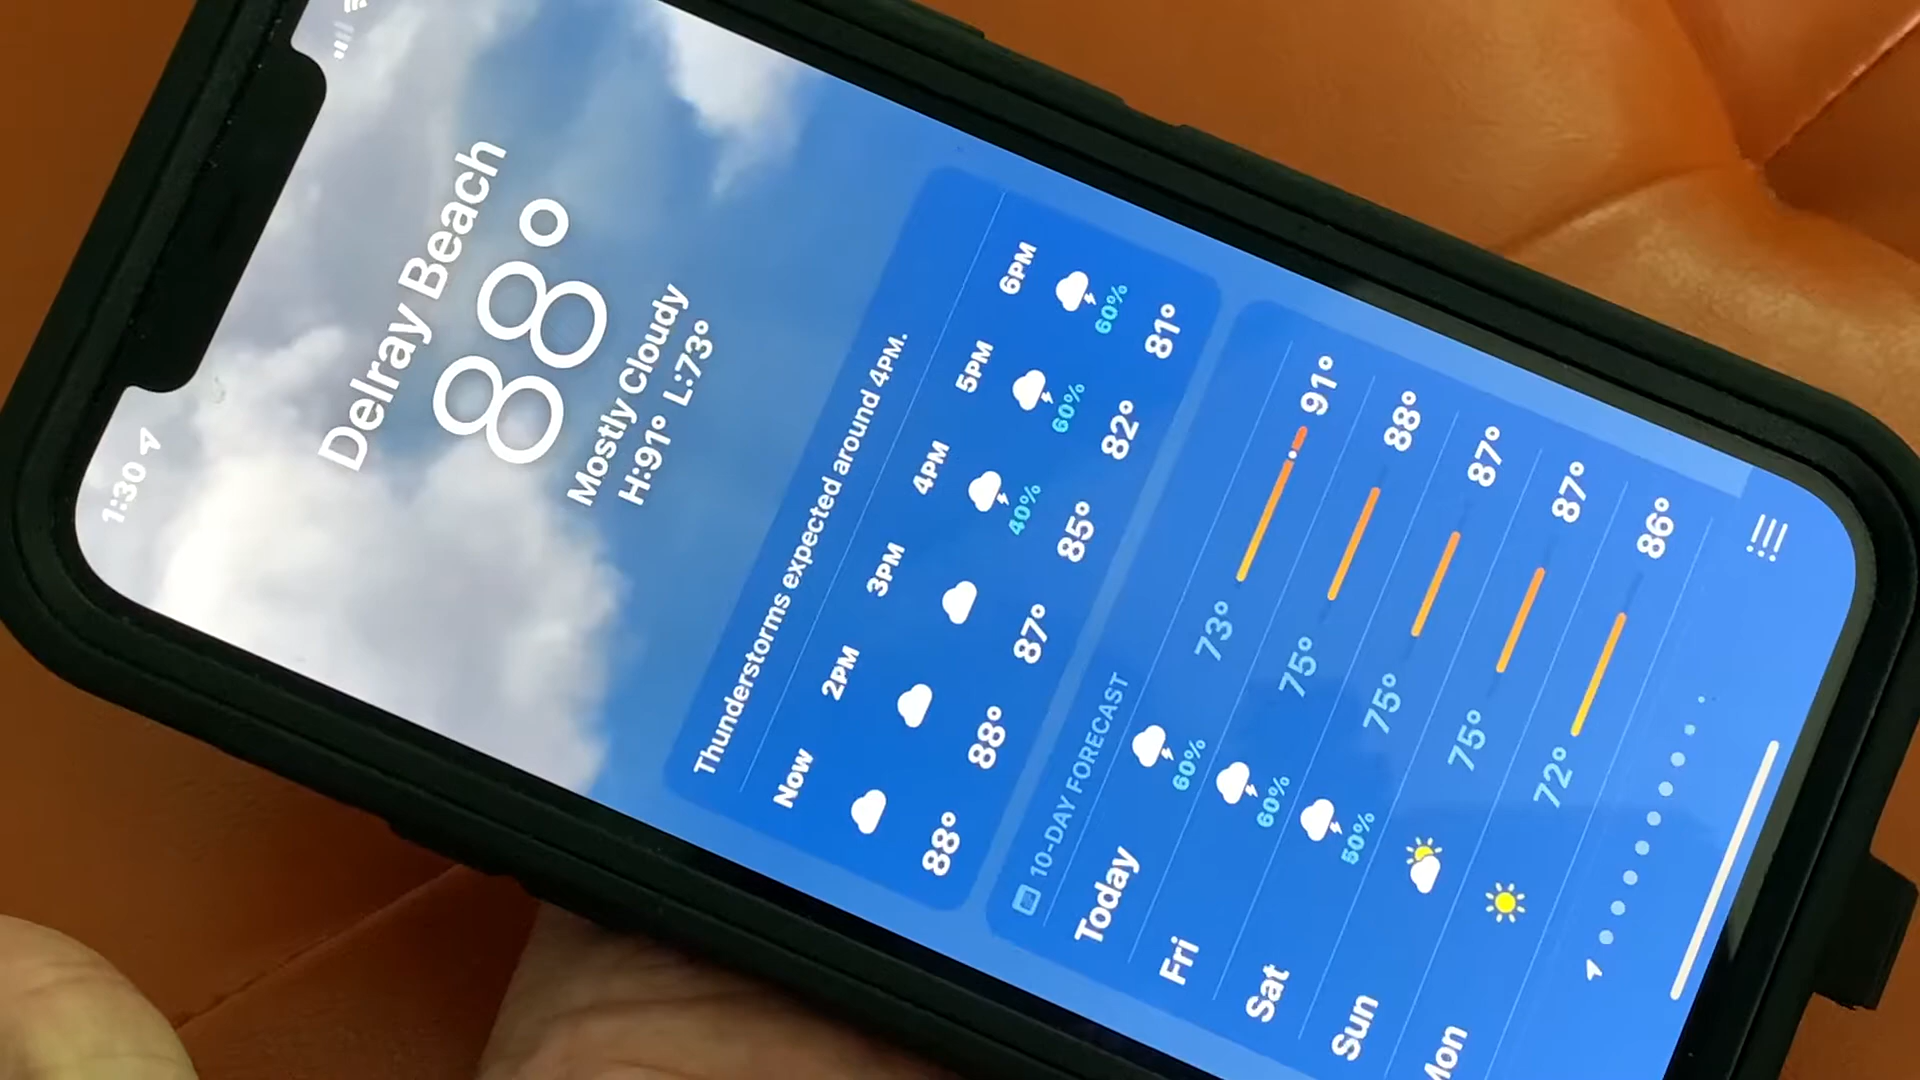 1:30
Delray Beach
88°
Mostly Cloudy
H:91° L:73°
Thunderstorms expected around 4PM.
Now 2PM 3PM 4PM 5PM 6PM
40% 60% 60%
88° 88° 87° 85° 82° 81°
10-DAY FORECAST
Today 60% 73° 91°
Fri 60% 75° 88°
Sat 50% 75° 87°
Sun 75° 87°
Mon 72° 86°